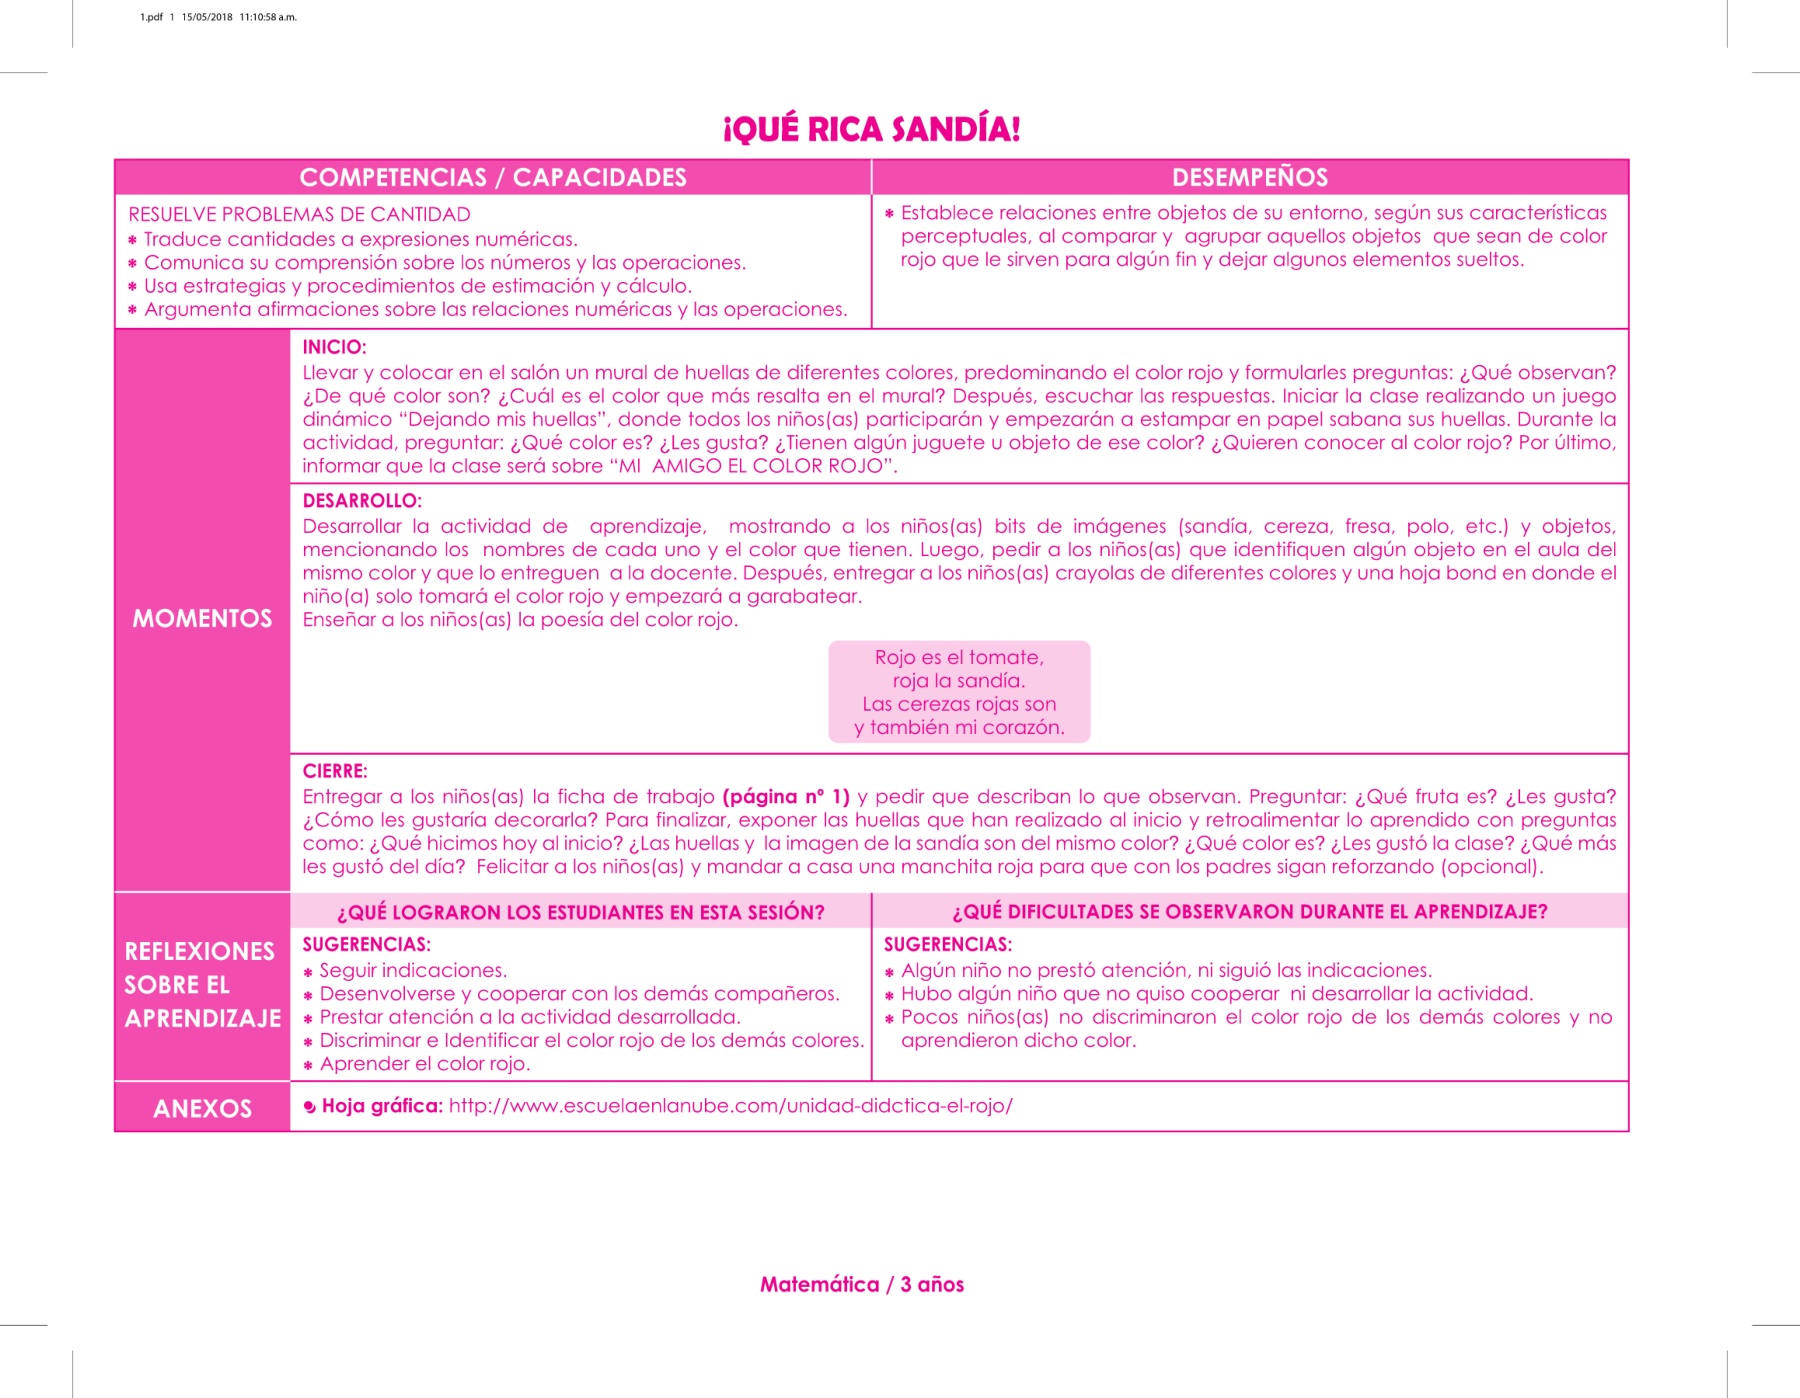 1.pdf 1 15/05/2018 11:10:58 a.m.
¡QUÉ RICA SANDÍA!
COMPETENCIAS / CAPACIDADES
DESEMPEÑOS
RESUELVE PROBLEMAS DE CANTIDAD
* Traduce cantidades a expresiones numéricas.
* Comunica su comprensión sobre los números y las operaciones.
* Usa estrategias y procedimientos de estimación y cálculo.
* Argumenta afirmaciones sobre las relaciones numéricas y las operaciones.
* Establece relaciones entre objetos de su entorno, según sus características
perceptuales, al comparar y agrupar aquellos objetos que sean de color
rojo que le sirven para algún fin y dejar algunos elementos sueltos.
MOMENTOS
INICIO:
Llevar y colocar en el salón un mural de huellas de diferentes colores, predominando el color rojo y formularles preguntas: ¿Qué observan?
¿De qué color son? ¿Cuál es el color que más resalta en el mural? Después, escuchar las respuestas. Iniciar la clase realizando un juego
dinámico “Dejando mis huellas”, donde todos los niños(as) participarán y empezarán a estampar en papel sabana sus huellas. Durante la
actividad, preguntar: ¿Qué color es? ¿Les gusta? ¿Tienen algún juguete u objeto de ese color? ¿Quieren conocer al color rojo? Por último,
informar que la clase será sobre “MI AMIGO EL COLOR ROJO”.
DESARROLLO:
Desarrollar la actividad de aprendizaje, mostrando a los niños(as) bits de imágenes (sandía, cereza, fresa, polo, etc.) y objetos,
mencionando los nombres de cada uno y el color que tienen. Luego, pedir a los niños(as) que identifiquen algún objeto en el aula del
mismo color y que lo entreguen a la docente. Después, entregar a los niños(as) crayolas de diferentes colores y una hoja bond en donde el
niño(a) solo tomará el color rojo y empezará a garabatear.
Enseñar a los niños(as) la poesía del color rojo.
Rojo es el tomate,
roja la sandía.
Las cerezas rojas son
y también mi corazón.
CIERRE:
Entregar a los niños(as) la ficha de trabajo (página nº 1) y pedir que describan lo que observan. Preguntar: ¿Qué fruta es? ¿Les gusta?
¿Cómo les gustaría decorarla? Para finalizar, exponer las huellas que han realizado al inicio y retroalimentar lo aprendido con preguntas
como: ¿Qué hicimos hoy al inicio? ¿Las huellas y la imagen de la sandía son del mismo color? ¿Qué color es? ¿Les gustó la clase? ¿Qué más
les gustó del día? Felicitar a los niños(as) y mandar a casa una manchita roja para que con los padres sigan reforzando (opcional).
REFLEXIONES
SOBRE EL
APRENDIZAJE
¿QUÉ LOGRARON LOS ESTUDIANTES EN ESTA SESIÓN?
SUGERENCIAS:
* Seguir indicaciones.
* Desenvolverse y cooperar con los demás compañeros.
* Prestar atención a la actividad desarrollada.
* Discriminar e Identificar el color rojo de los demás colores.
* Aprender el color rojo.
¿QUÉ DIFICULTADES SE OBSERVARON DURANTE EL APRENDIZAJE?
SUGERENCIAS:
* Algún niño no prestó atención, ni siguió las indicaciones.
* Hubo algún niño que no quiso cooperar ni desarrollar la actividad.
* Pocos niños(as) no discriminaron el color rojo de los demás colores y no
aprendieron dicho color.
ANEXOS
Hoja gráfica: http://www.escuelaenlanube.com/unidad-didctica-el-rojo/
Matemática / 3 años